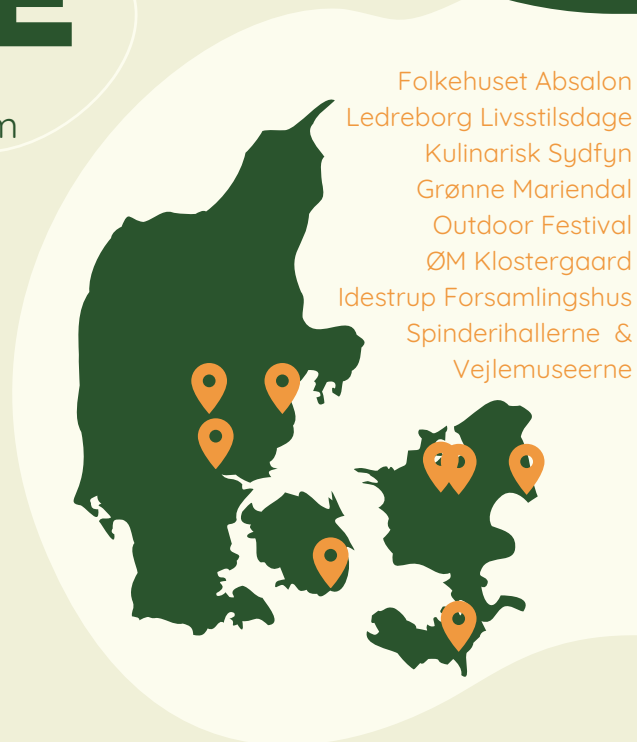 E
n
Folkehuset Absalon
Ledreborg Livsstilsdage
Kulinarisk Sydfyn
Grønne Mariendal
Outdoor Festival
ØM Klostergaard
Idestrup Forsamlingshus
Spinderihallerne &
Vejlemuseerne